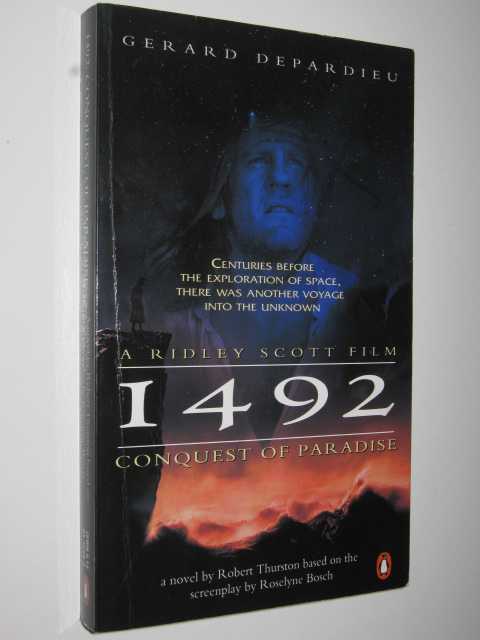 GERARD DEPARDIEU
CENTURIES BEFORE
THE EXPLORATION OF SPACE,
THERE WAS ANOTHER VOYAGE
INTO THE UNKNOWN
A RIDLEY SCOTT FILM
1492
CONQUEST OF PARADISE
a novel by Robert Thurston based on the
screenplay by Roselyne Bosch